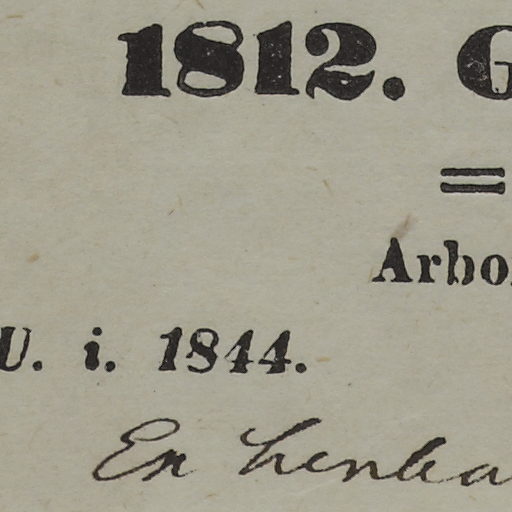 1812. G
=
Arbo
U. i. 1844.
En